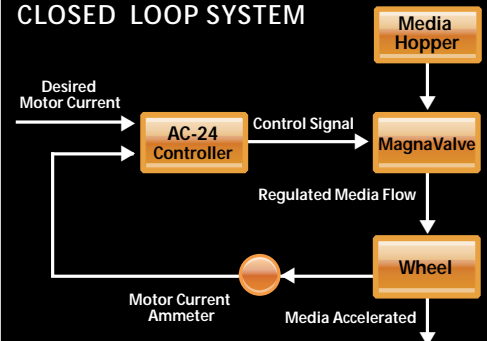 CLOSED LOOP SYSTEM
Media
Hopper
Desired
Motor Current
AC-24
Controller
Control Signal
MagnaValve
Regulated Media Flow
Wheel
Motor Current
Ammeter
Media Accelerated